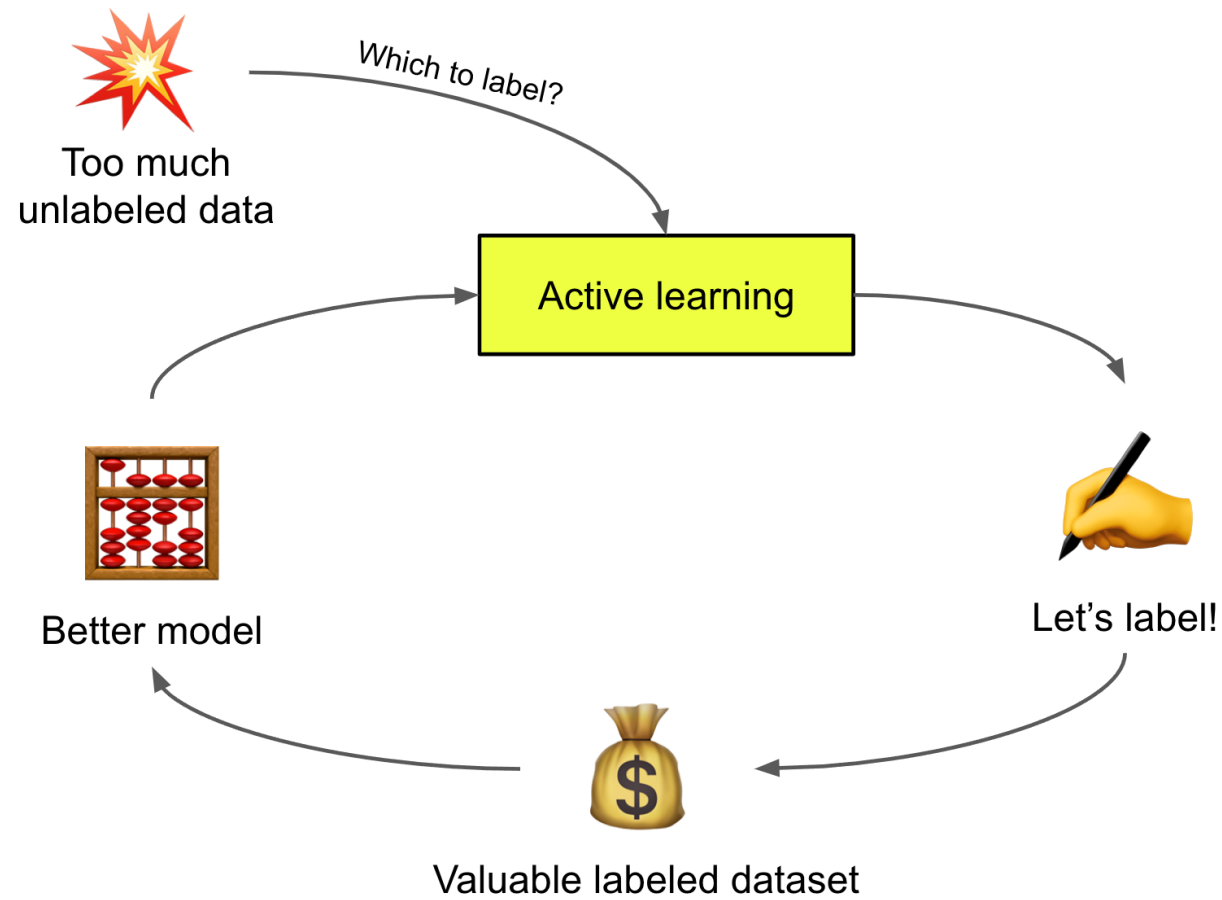 Which to label?
Too much
unlabeled data
Active learning
Let’s label!
Better model
$
Valuable labeled dataset